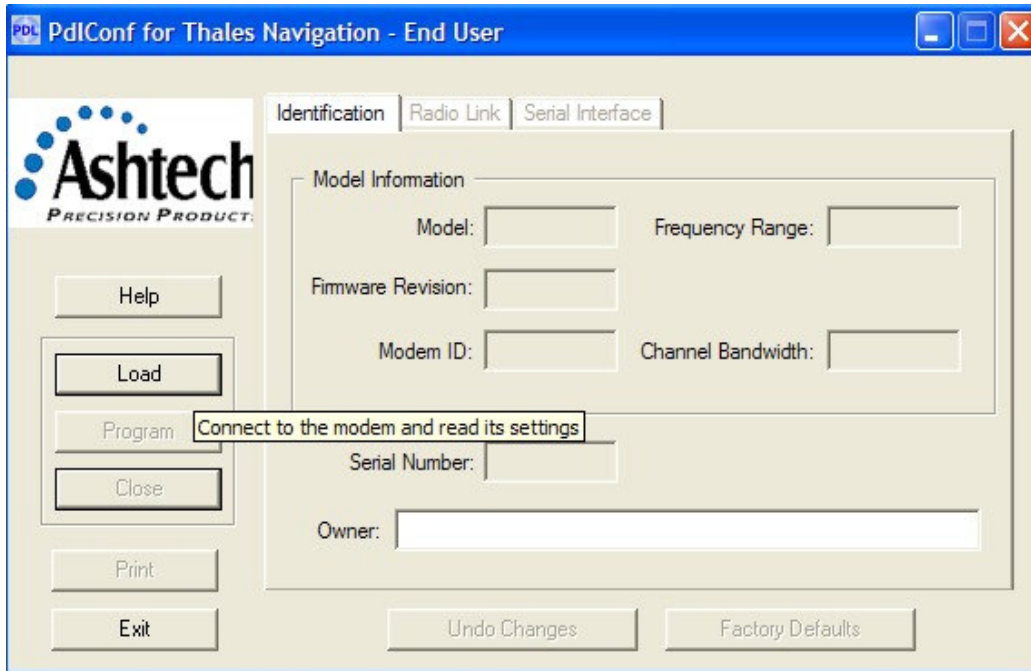 PDL PdlConf for Thales Navigation - End User
Identification Radio Link Serial Interface
Ashtech
PRECISION PRODUCT
Model Information
Model: Frequency Range:
Firmware Revision:
Modem ID: Channel Bandwidth:
Help
Load
Program
Connect to the modem and read its settings
Close
Serial Number:
Owner:
Print
Exit
Undo Changes
Factory Defaults